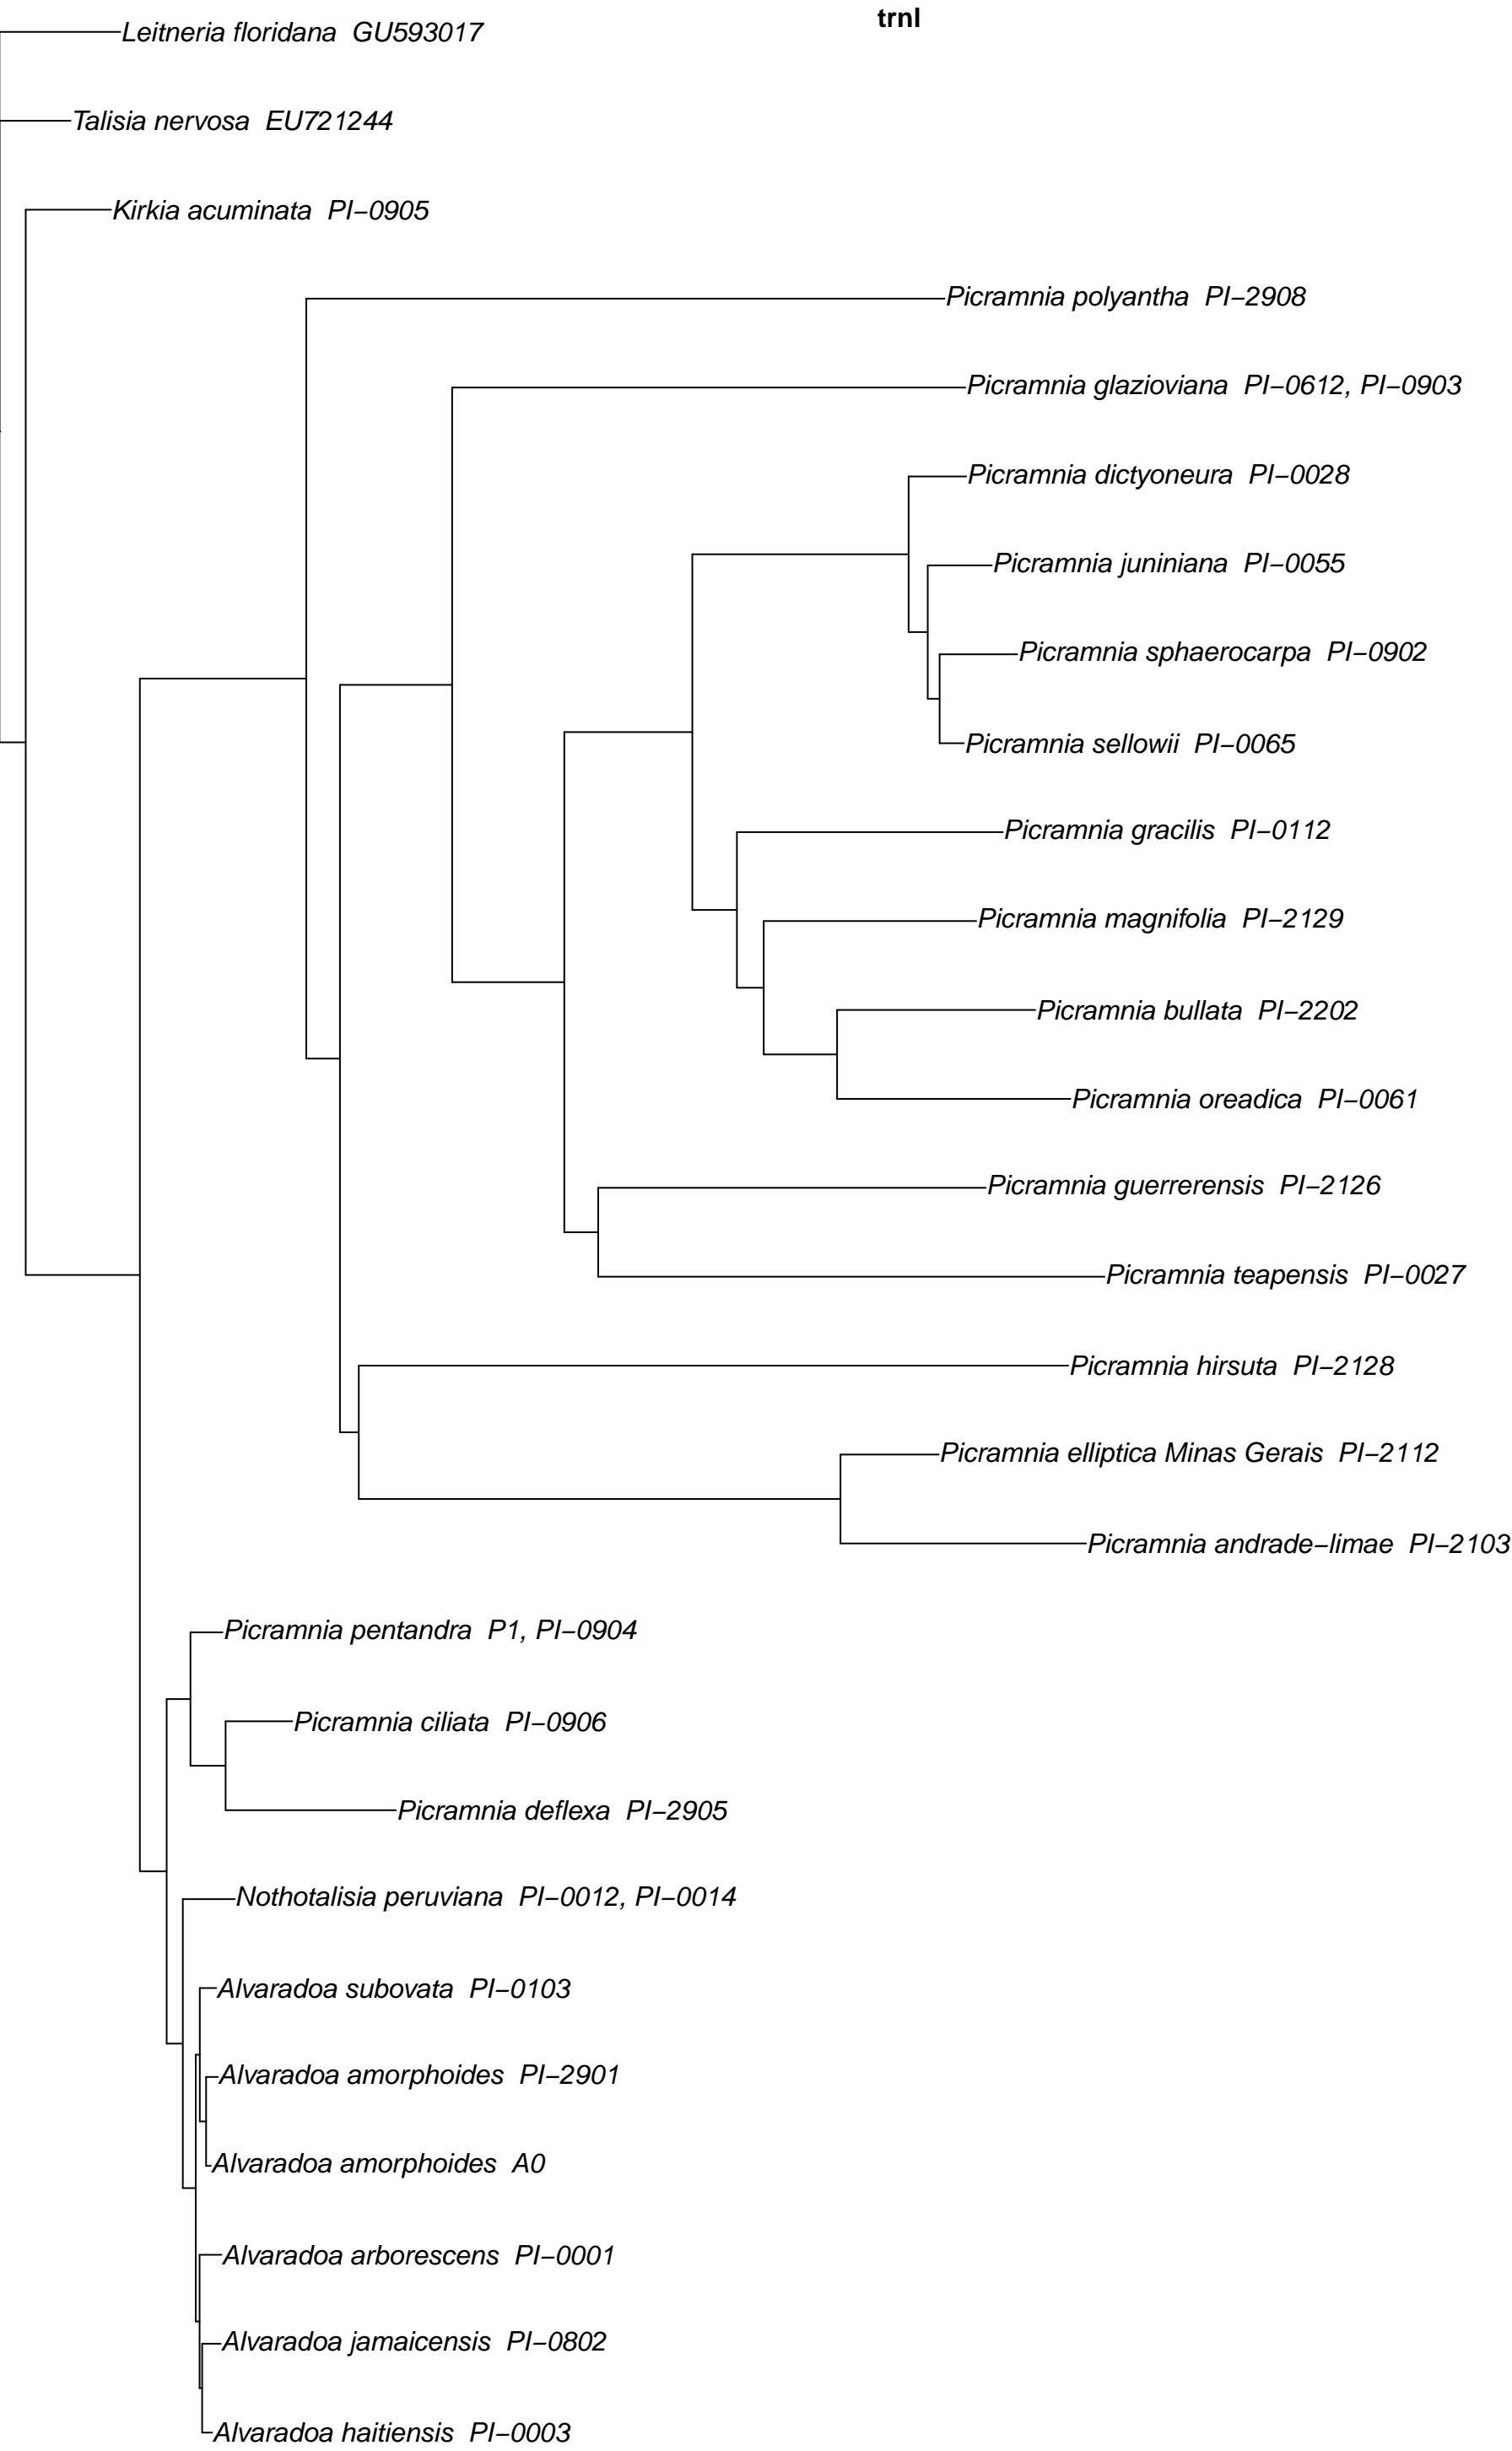 trnl
Leitneria floridana GU593017
Talisia nervosa EU721244
Kirkia acuminata PI−0905
Picramnia polyantha PI−2908
Picramnia glazioviana PI−0612, PI−0903
Picramnia dictyoneura PI−0028
Picramnia juniniana PI−0055
Picramnia sphaerocarpa PI−0902
Picramnia sellowii PI−0065
Picramnia gracilis PI−0112
Picramnia magnifolia PI−2129
Picramnia bullata PI−2202
Picramnia oreadica PI−0061
Picramnia guerrerensis PI−2126
Picramnia teapensis PI−0027
Picramnia hirsuta PI−2128
Picramnia elliptica Minas Gerais PI−2112
Picramnia andrade−limae PI−2103
Picramnia pentandra P1, PI−0904
Picramnia ciliata PI−0906
Picramnia deflexa PI−2905
Nothotalisia peruviana PI−0012, PI−0014
Alvaradoa subovata PI−0103
Alvaradoa amorphoides PI−2901
Alvaradoa amorphoides A0
Alvaradoa arborescens PI−0001
Alvaradoa jamaicensis PI−0802
Alvaradoa haitiensis PI−0003